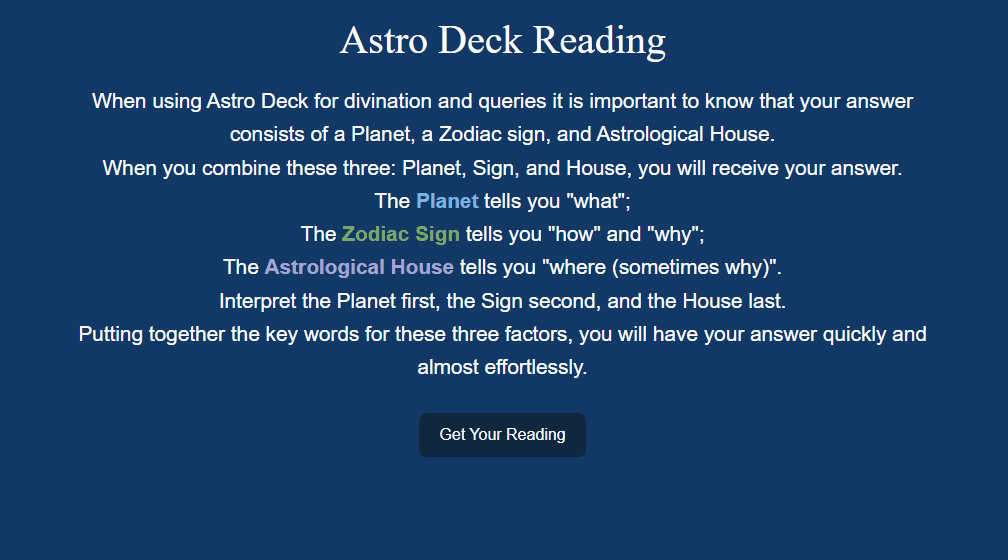 Astro Deck Reading
When using Astro Deck for divination and queries it is important to know that your answer
consists of a Planet, a Zodiac sign, and Astrological House.
When you combine these three: Planet, Sign, and House, you will receive your answer.
The Planet tells you "what";
The Zodiac Sign tells you "how" and "why";
The Astrological House tells you "where (sometimes why)".
Interpret the Planet first, the Sign second, and the House last.
Putting together the key words for these three factors, you will have your answer quickly and
almost effortlessly.
Get Your Reading